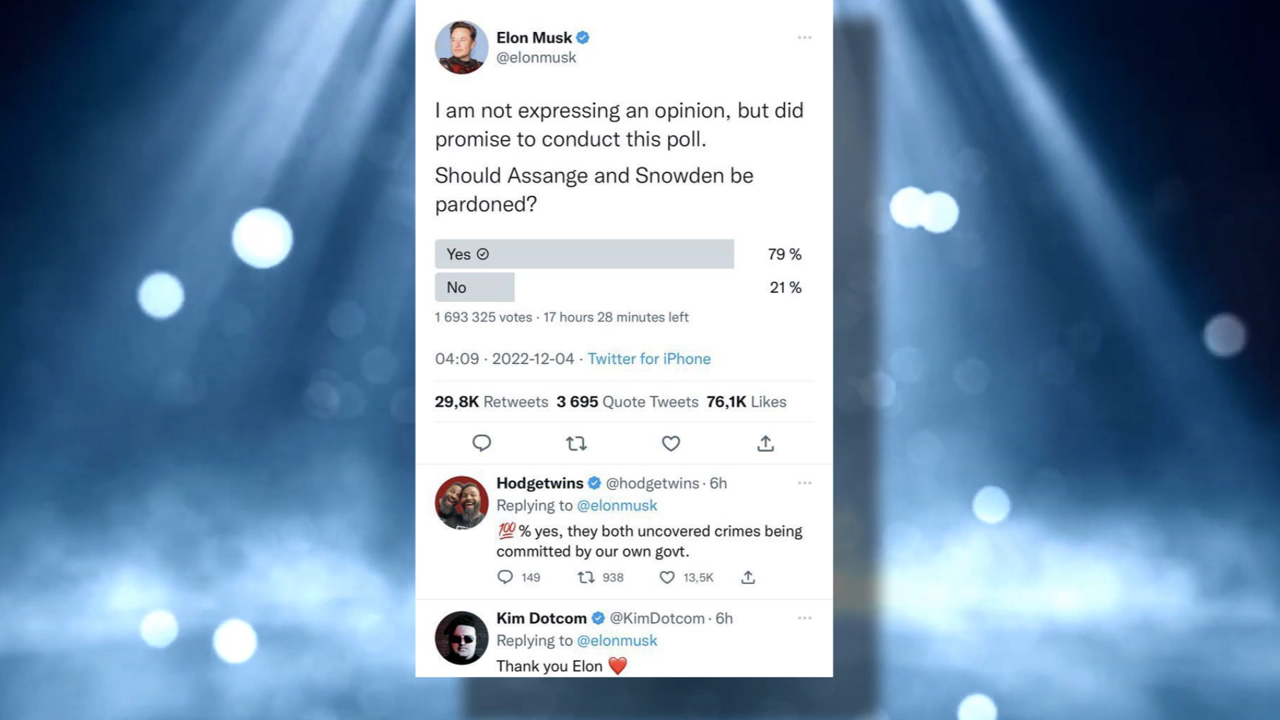 Elon Musk
@elonmusk
I am not expressing an opinion, but did
promise to conduct this poll.
Should Assange and Snowden be
pardoned?
Yes 79 %
No 21 %
1 693 325 votes · 17 hours 28 minutes left
04:09 · 2022-12-04 · Twitter for iPhone
29,8K Retweets 3 695 Quote Tweets 76,1K Likes
Hodgetwins @hodgetwins · 6h
Replying to @elonmusk
💯 % yes, they both uncovered crimes being
committed by our own govt.
149 938 13,5K
Kim Dotcom @KimDotcom · 6h
Replying to @elonmusk
Thank you Elon ❤️